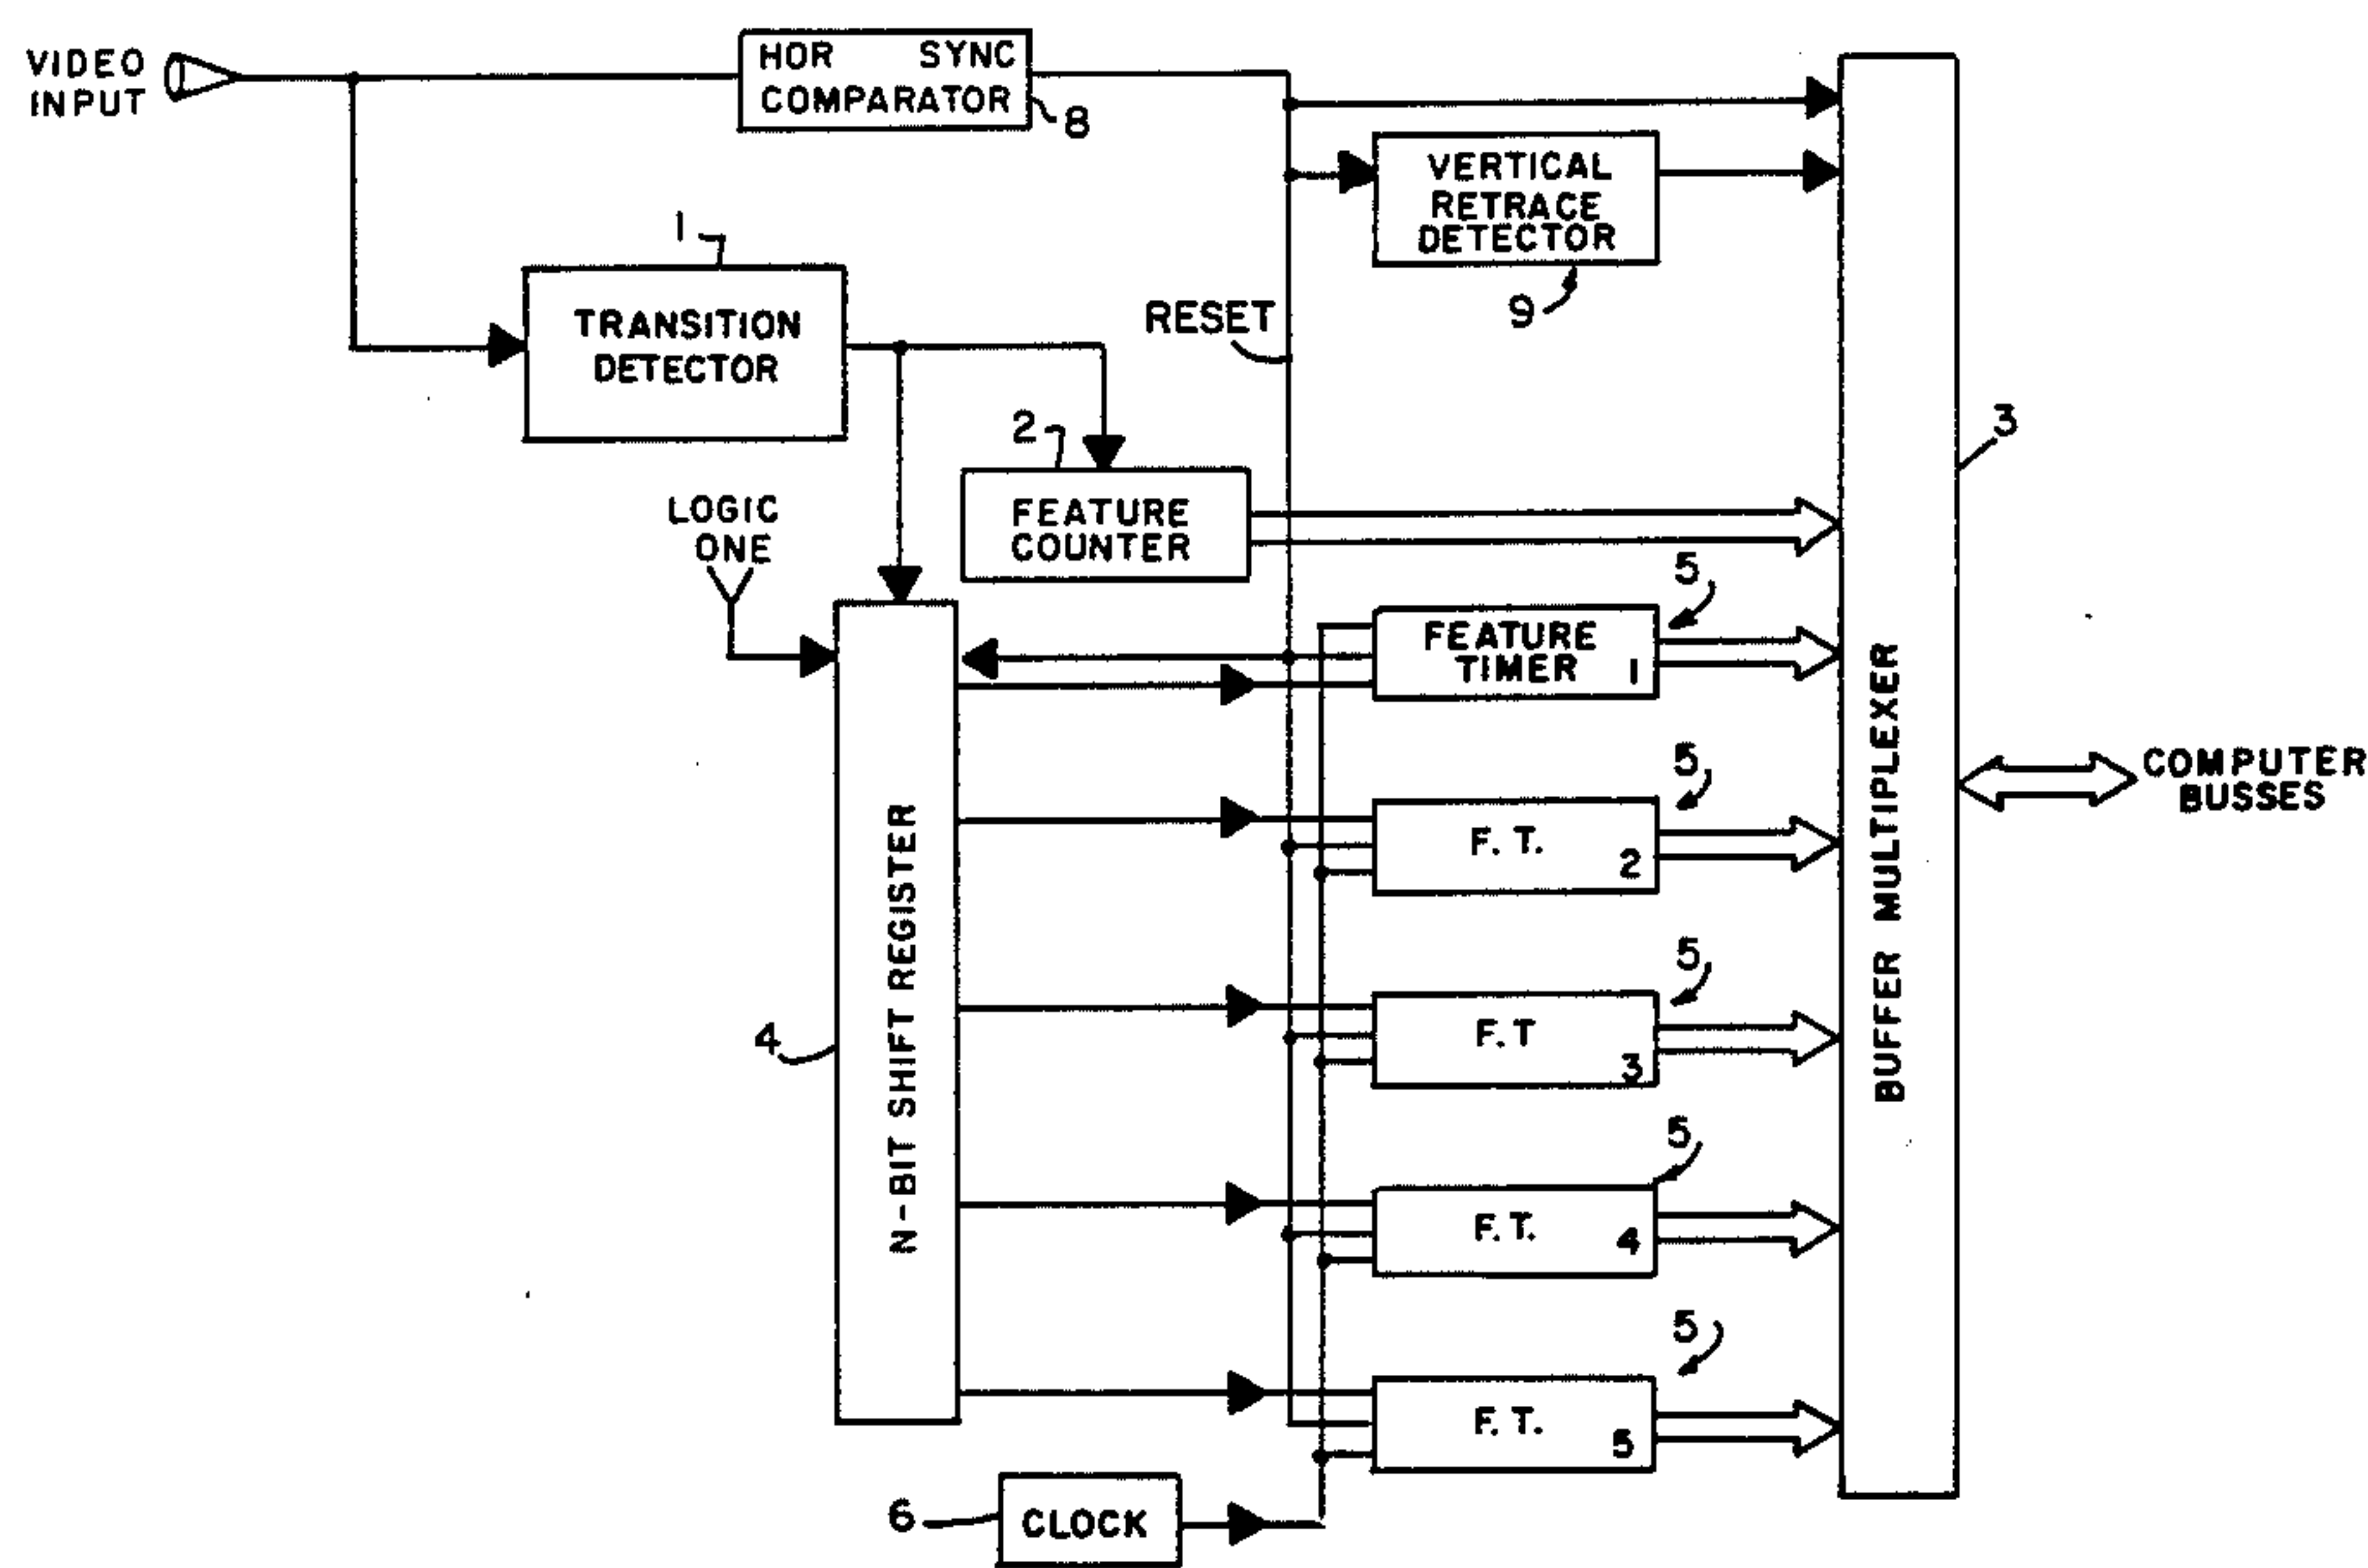 VIDEO
INPUT
HOR SYNC
COMPARATOR
8
VERTICAL
RETRACE
DETECTOR
9
1
TRANSITION
DETECTOR
RESET
2
FEATURE
COUNTER
3
LOGIC
ONE
5
FEATURE
TIMER 1
5
F.T.
2
5
F.T
3
5
F.T.
4
5
F.T.
5
4
N-BIT SHIFT REGISTER
BUFFER MULTIPLEXER
COMPUTER
BUSSES
6
CLOCK